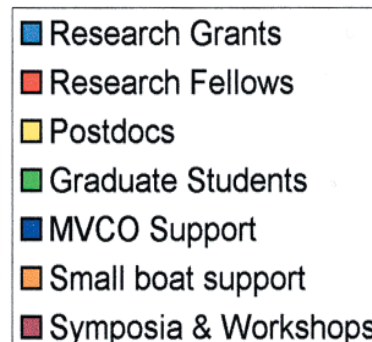 Research Grants
Research Fellows
Postdocs
Graduate Students
MVCO Support
Small boat support
Symposia & Workshops